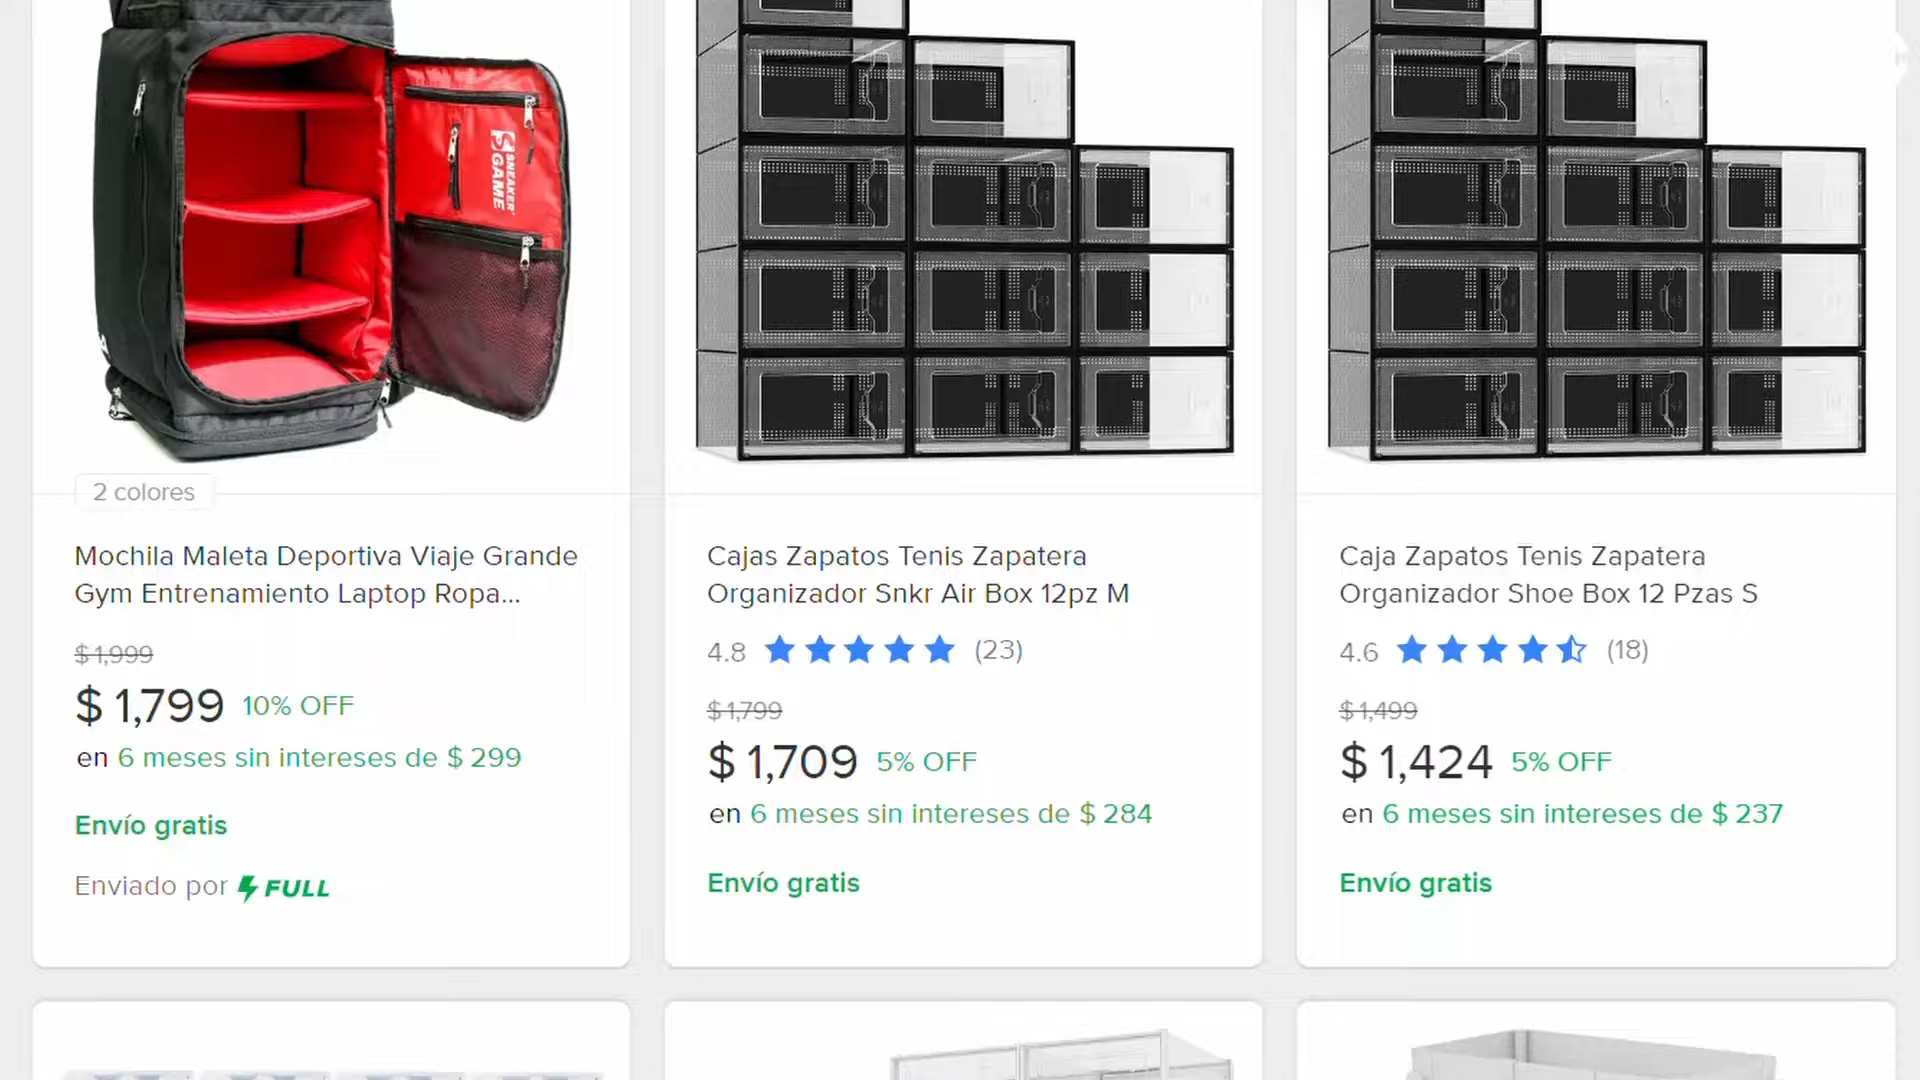 SNEAKER
GAME
2 colores
Mochila Maleta Deportiva Viaje Grande
Gym Entrenamiento Laptop Ropa...
$ 1,999
$ 1,799 10% OFF
en 6 meses sin intereses de $ 299
Envío gratis
Enviado por FULL
Cajas Zapatos Tenis Zapatera
Organizador Snkr Air Box 12pz M
4.8 (23)
$ 1,799
$ 1,709 5% OFF
en 6 meses sin intereses de $ 284
Envío gratis
Caja Zapatos Tenis Zapatera
Organizador Shoe Box 12 Pzas S
4.6 (18)
$ 1,499
$ 1,424 5% OFF
en 6 meses sin intereses de $ 237
Envío gratis